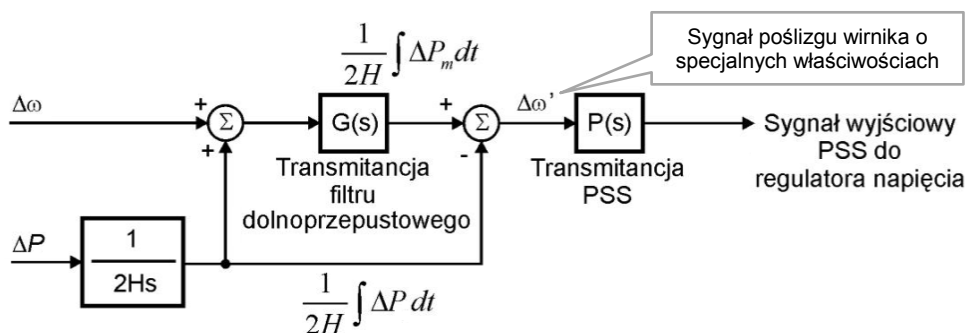 Sygnał poślizgu wirnika o
specjalnych właściwościach
1/2H ∫ΔP_m dt
Δω
+
Σ
+
G(s)
+
Σ
-
Δω’
P(s)
Sygnał wyjściowy
PSS do
regulatora napięcia
Transmitancja
filtru
dolnoprzepustowego
Transmitancja
PSS
ΔP
1/2Hs
1/2H ∫ΔP dt